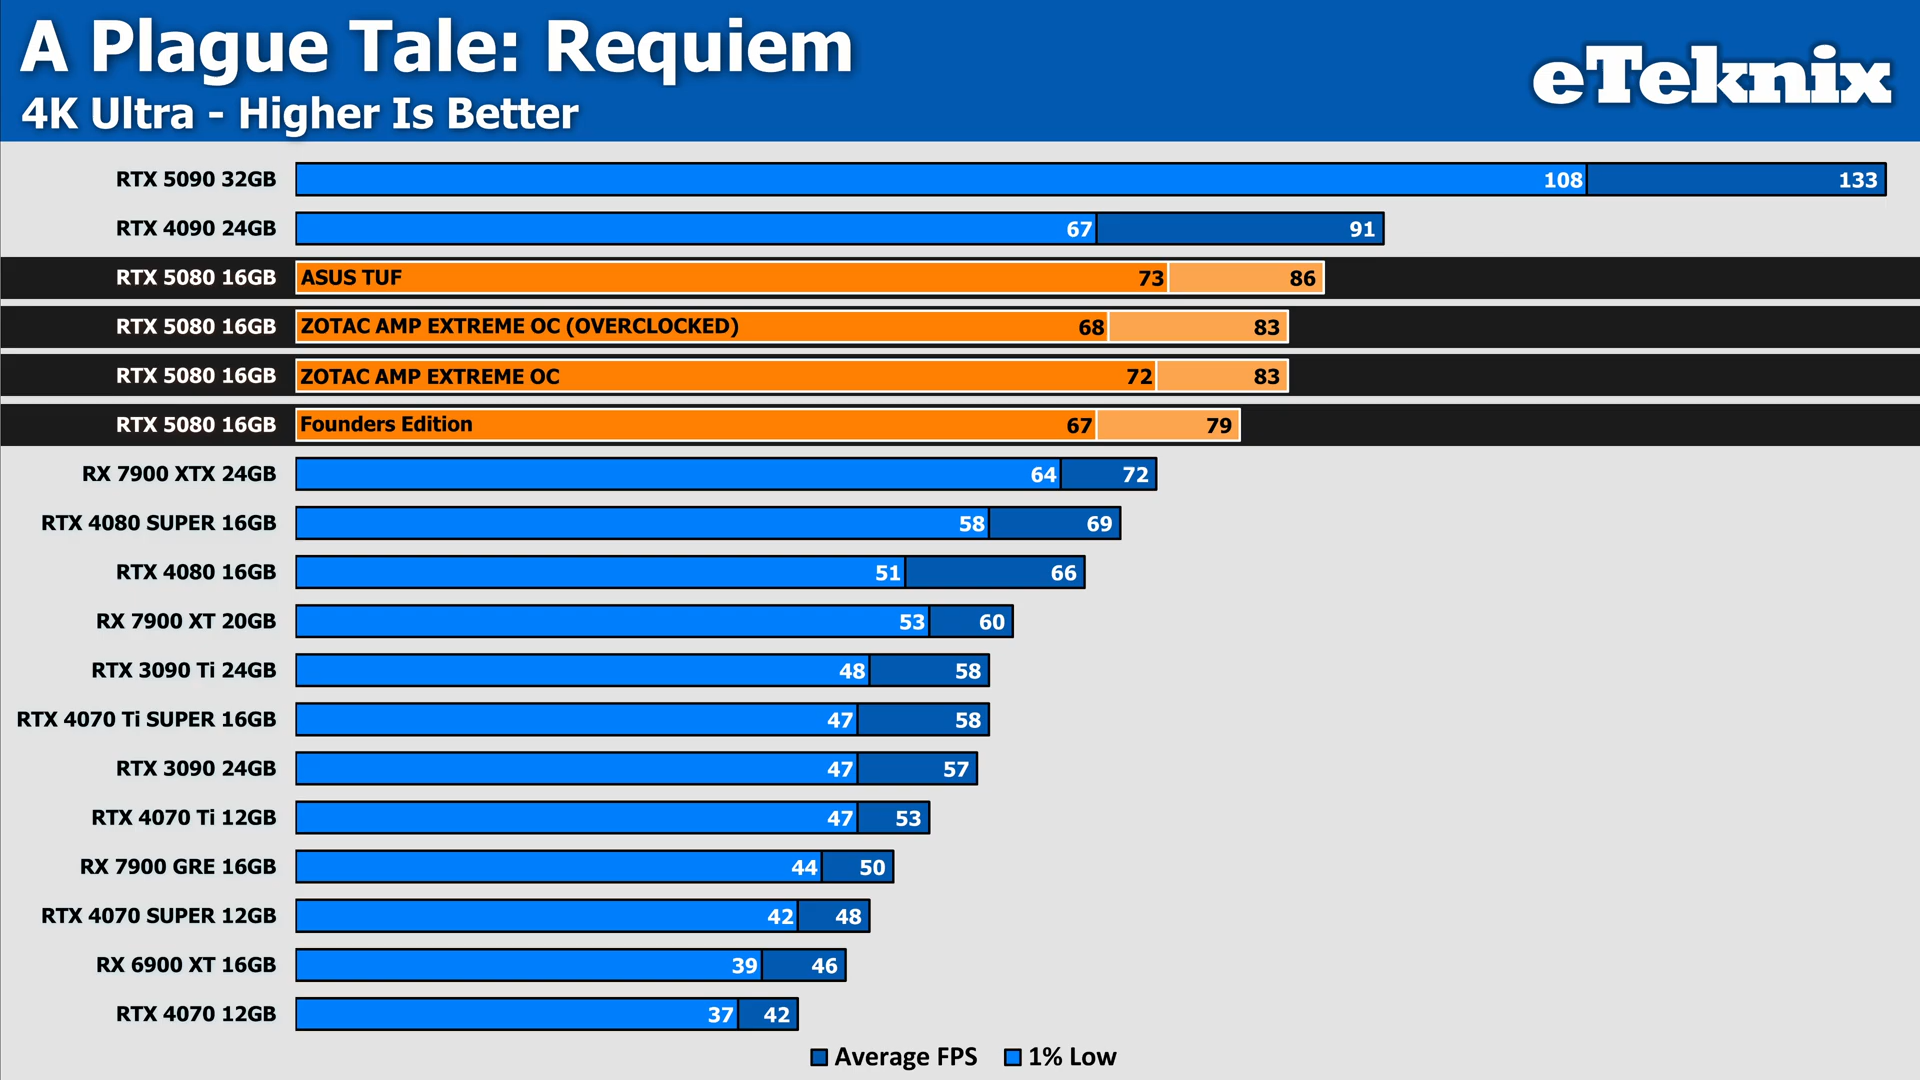 A Plague Tale: Requiem
4K Ultra - Higher Is Better
eTeknix
RTX 5090 32GB 108 133
RTX 4090 24GB 67 91
RTX 5080 16GB ASUS TUF 73 86
RTX 5080 16GB ZOTAC AMP EXTREME OC (OVERCLOCKED) 68 83
RTX 5080 16GB ZOTAC AMP EXTREME OC 72 83
RTX 5080 16GB Founders Edition 67 79
RX 7900 XTX 24GB 64 72
RTX 4080 SUPER 16GB 58 69
RTX 4080 16GB 51 66
RX 7900 XT 20GB 53 60
RTX 3090 Ti 24GB 48 58
RTX 4070 Ti SUPER 16GB 47 58
RTX 3090 24GB 47 57
RTX 4070 Ti 12GB 47 53
RX 7900 GRE 16GB 44 50
RTX 4070 SUPER 12GB 42 48
RX 6900 XT 16GB 39 46
RTX 4070 12GB 37 42
Average FPS 1% Low